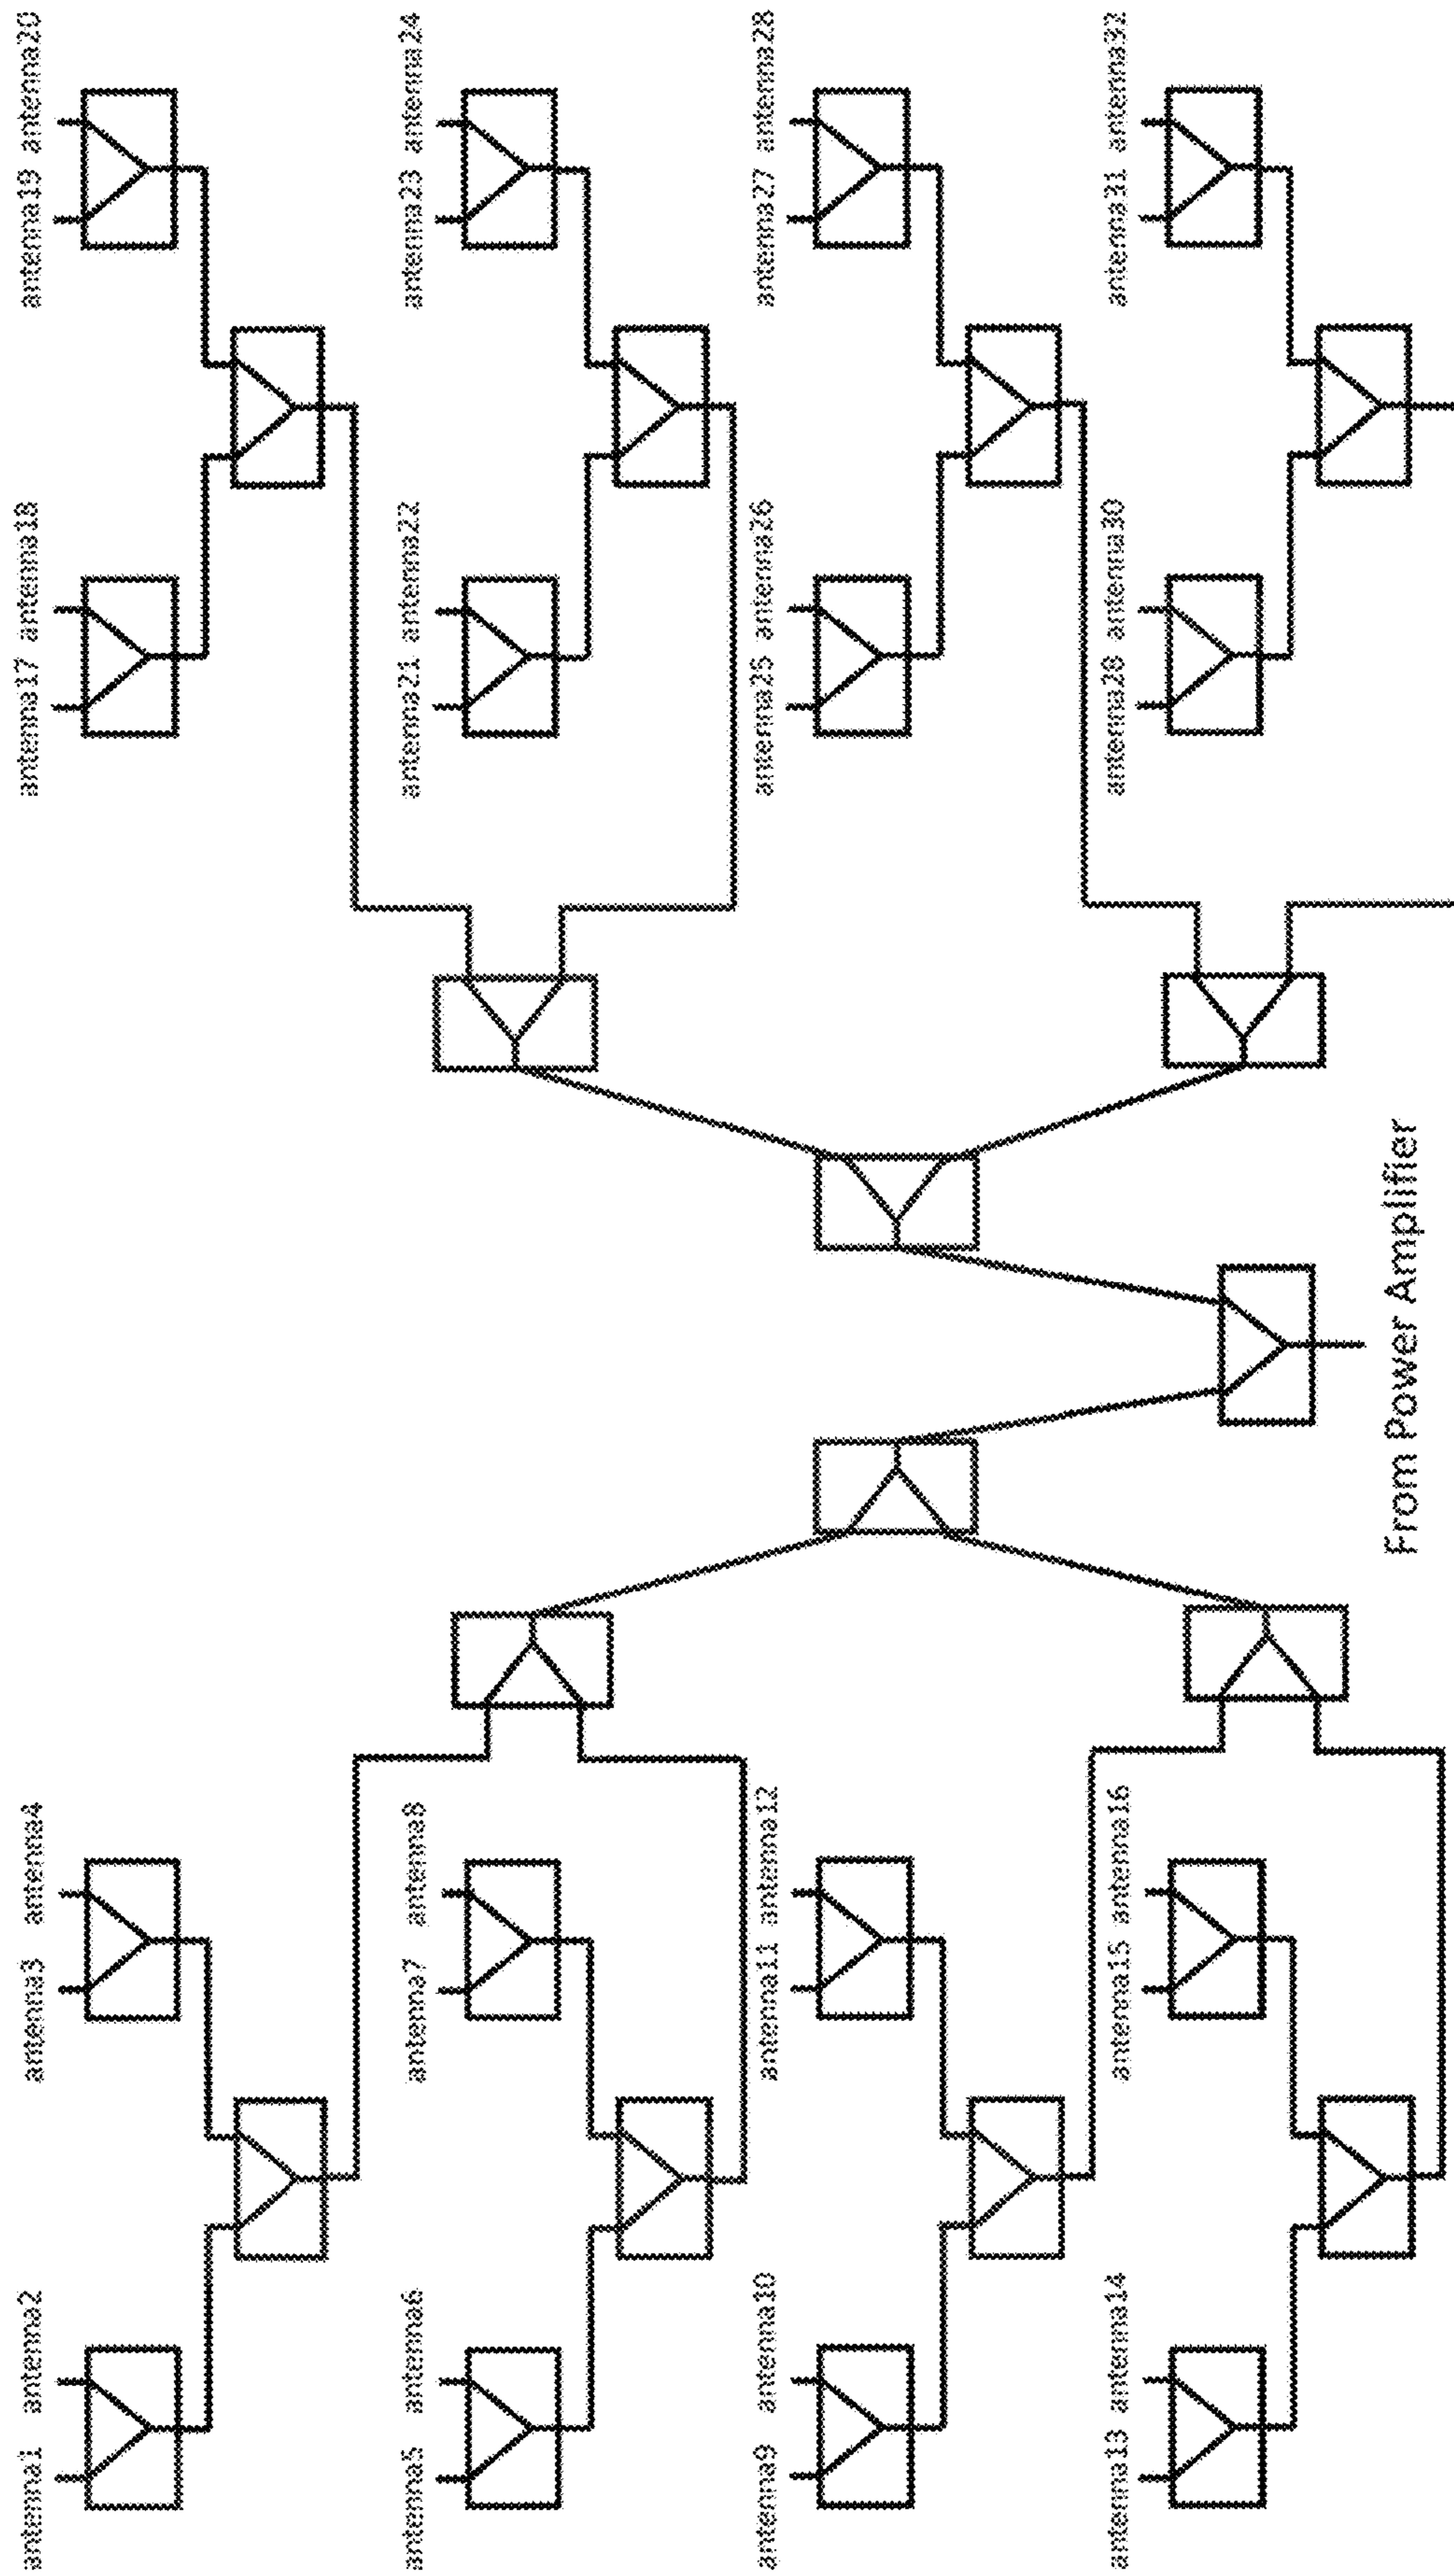 antenna1 antenna2 antenna3 antenna4 antenna17 antenna18 antenna19 antenna20
antenna5 antenna6 antenna7 antenna8 antenna21 antenna22 antenna23 antenna24
antenna9 antenna10 antenna11 antenna12 antenna25 antenna26 antenna27 antenna28
antenna13 antenna14 antenna15 antenna16 antenna28 antenna30 antenna31 antenna32
From Power Amplifier